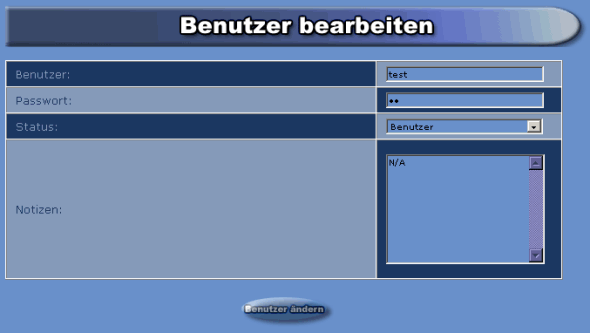 Benutzer bearbeiten
Benutzer: test
Passwort: ••
Status: Benutzer
Notizen: N/A
Benutzer ändern